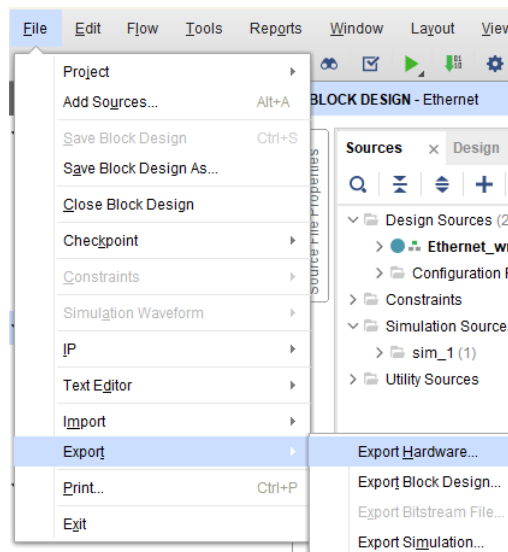 File Edit Flow Tools Reports Window Layout View
Project
Add Sources... Alt+A
Save Block Design Ctrl+S
Save Block Design As...
Close Block Design
Checkpoint
Constraints
Simulation Waveform
IP
Text Editor
Import
Export
Print... Ctrl+P
Exit
BLOCK DESIGN - Ethernet
Source File Properties
Sources Design
Design Sources (2
Ethernet_wr
Configuration F
Constraints
Simulation Source
sim_1 (1)
Utility Sources
Export Hardware...
Export Block Design...
Export Bitstream File...
Export Simulation...